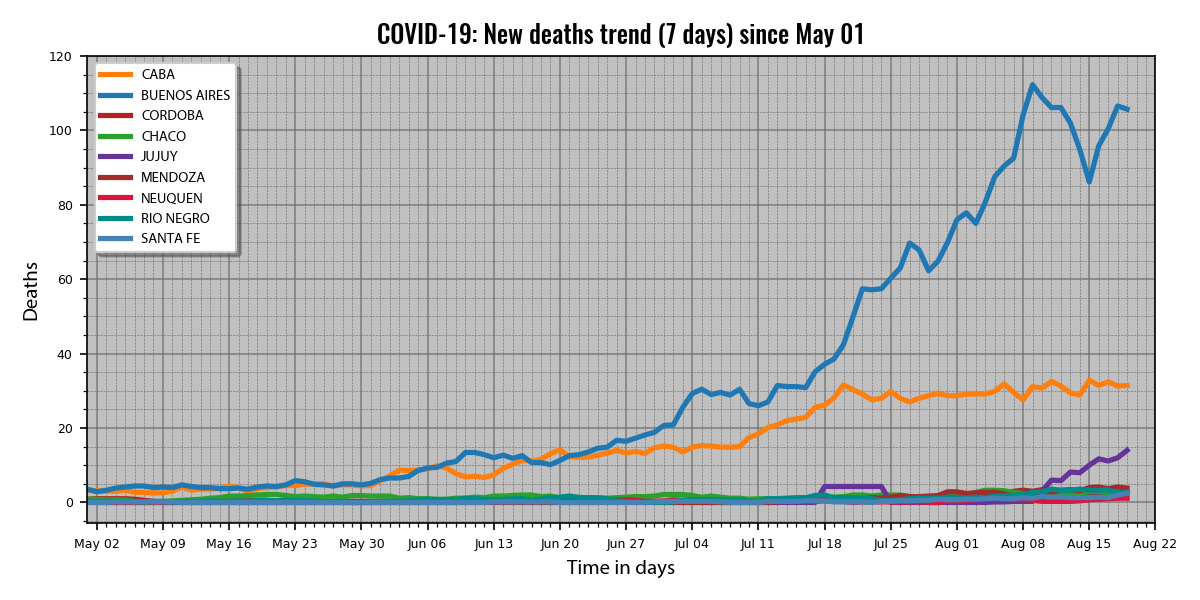 COVID-19: New deaths trend (7 days) since May 01
120
100
80
60
40
20
0
Deaths
CABA
BUENOS AIRES
CORDOBA
CHACO
JUJUY
MENDOZA
NEUQUEN
RIO NEGRO
SANTA FE
May 02 May 09 May 16 May 23 May 30 Jun 06 Jun 13 Jun 20 Jun 27 Jul 04 Jul 11 Jul 18 Jul 25 Aug 01 Aug 08 Aug 15 Aug 22
Time in days